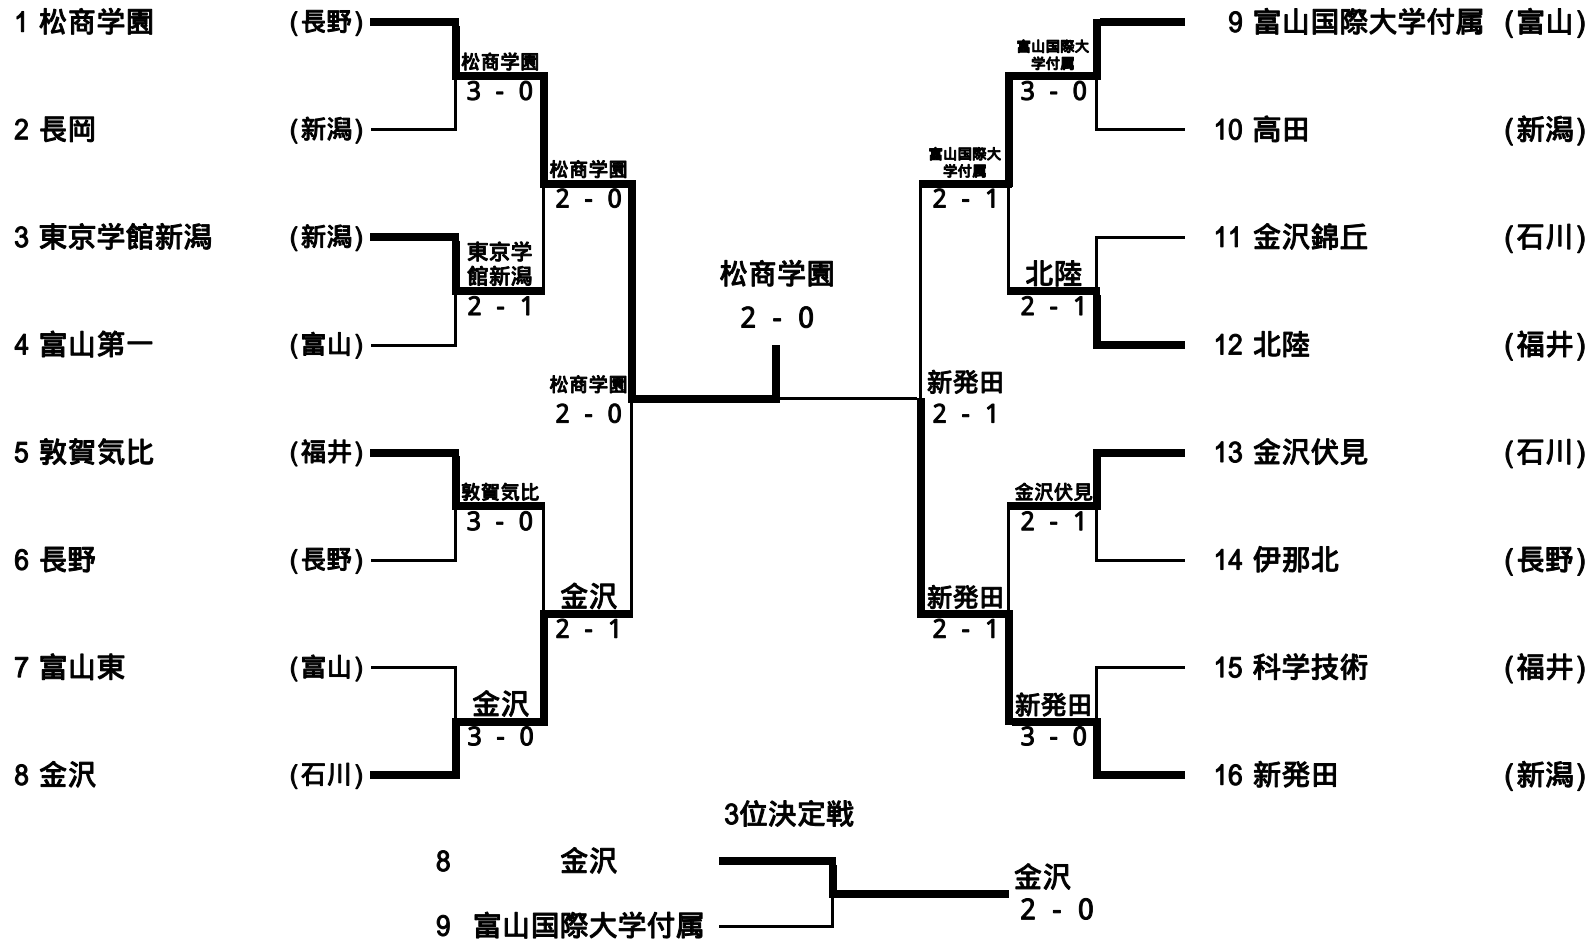 1 松商学園 (長野)
9 富山国際大学付属 (富山)
松商学園
3 - 0
富山国際大
学付属
3 - 0
2 長岡 (新潟)
10 高田 (新潟)
松商学園
2 - 0
富山国際大
学付属
2 - 1
3 東京学館新潟 (新潟)
11 金沢錦丘 (石川)
東京学
館新潟
2 - 1
松商学園
2 - 0
北陸
2 - 1
4 富山第一 (富山)
12 北陸 (福井)
松商学園
2 - 0
新発田
2 - 1
5 敦賀気比 (福井)
13 金沢伏見 (石川)
敦賀気比
3 - 0
金沢伏見
2 - 1
6 長野 (長野)
14 伊那北 (長野)
金沢
2 - 1
新発田
2 - 1
7 富山東 (富山)
15 科学技術 (福井)
金沢
3 - 0
新発田
3 - 0
8 金沢 (石川)
16 新発田 (新潟)
3位決定戦
8 金沢
金沢
2 - 0
9 富山国際大学付属